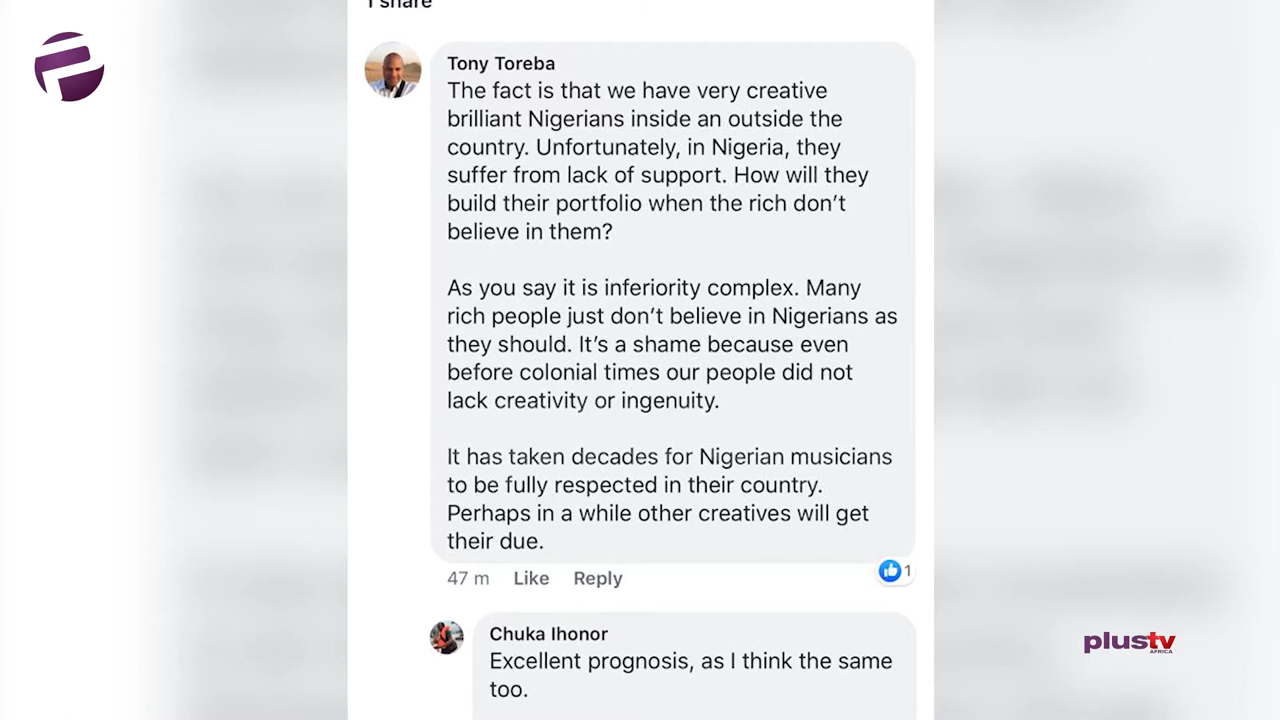 1 share
Tony Toreba
The fact is that we have very creative
brilliant Nigerians inside an outside the
country. Unfortunately, in Nigeria, they
suffer from lack of support. How will they
build their portfolio when the rich don’t
believe in them?
As you say it is inferiority complex. Many
rich people just don’t believe in Nigerians as
they should. It’s a shame because even
before colonial times our people did not
lack creativity or ingenuity.
It has taken decades for Nigerian musicians
to be fully respected in their country.
Perhaps in a while other creatives will get
their due.
47 m Like Reply 1
Chuka Ihonor
Excellent prognosis, as I think the same
too.
plustv
AFRICA